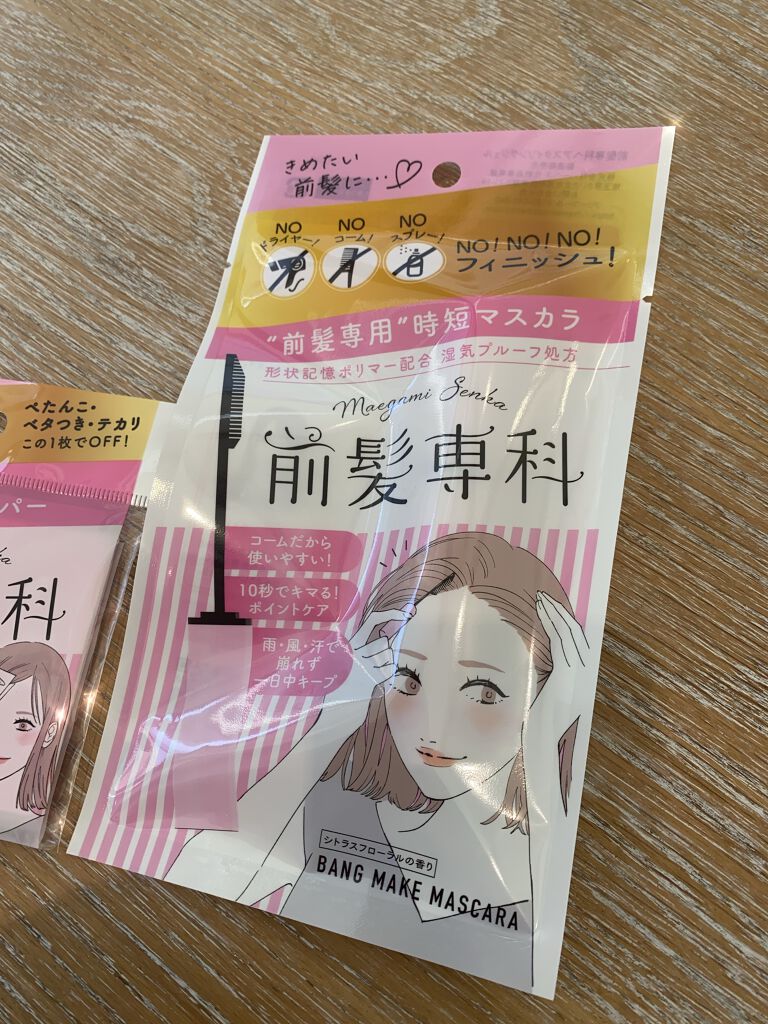 きめたい
前髪に…♡
NO
ドライヤー!
NO
コーム!
NO
スプレー!
NO! NO! NO!
フィニッシュ!
"前髪専用"時短マスカラ
形状記憶ポリマー配合 湿気プルーフ処方
Maegami Senka
前髪専科
コームだから
使いやすい!
10秒でキマる!
ポイントケア
雨・風・汗で
崩れず
一日中キープ
シトラスフローラルの香り
BANG MAKE MASCARA
ぺたんこ・
ベタつき・テカリ
この1枚でOFF!
パー
科